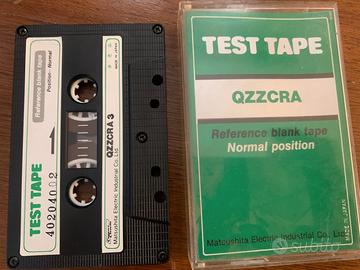 TEST TAPE
40204002
Reference blank tape
Position - Normal
MADE IN JAPAN
QZZCRA 3
Matsushita Electric Industrial Co., Ltd.
TEST TAPE
QZZCRA
Reference blank tape
Normal position
Matsushita Electric Industrial Co., Ltd.
MADE IN JAPAN
subito